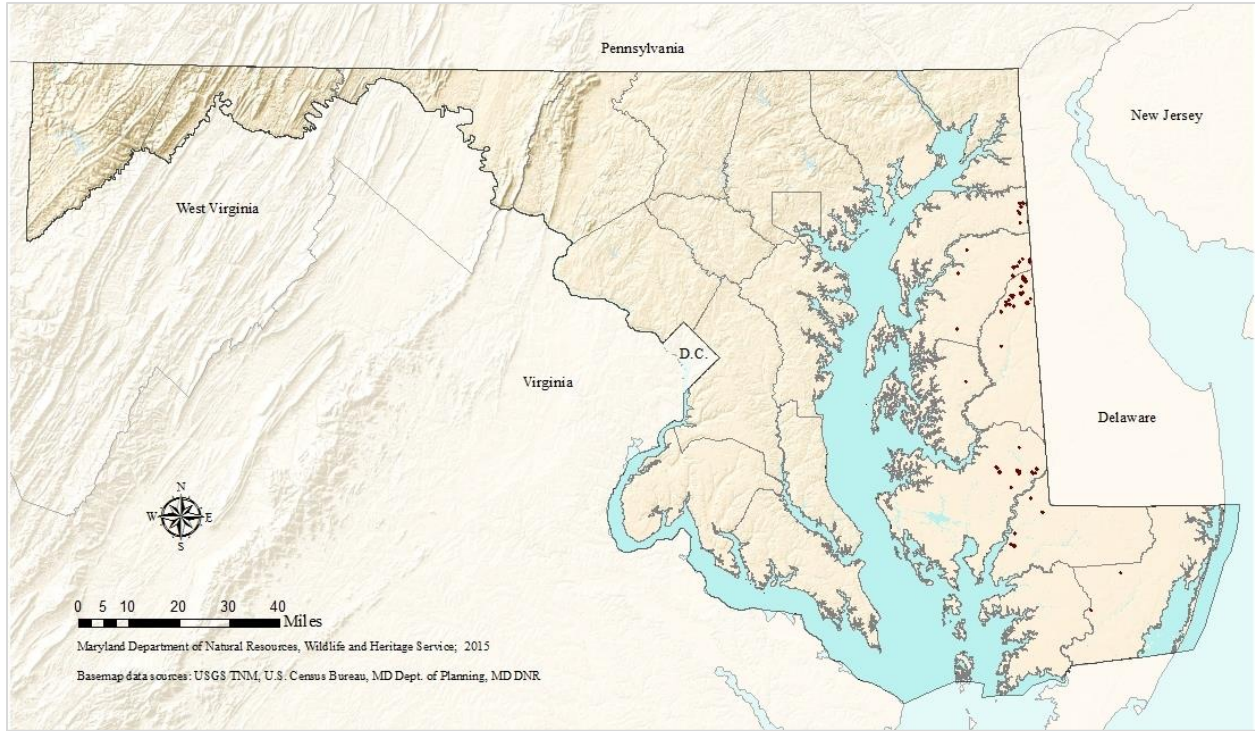 Pennsylvania
New Jersey
West Virginia
D.C.
Virginia
Delaware
N
W E
S
0 5 10 20 30 40
Miles
Maryland Department of Natural Resources, Wildlife and Heritage Service; 2015
Basemap data sources: USGS TNM, U.S. Census Bureau, MD Dept. of Planning, MD DNR